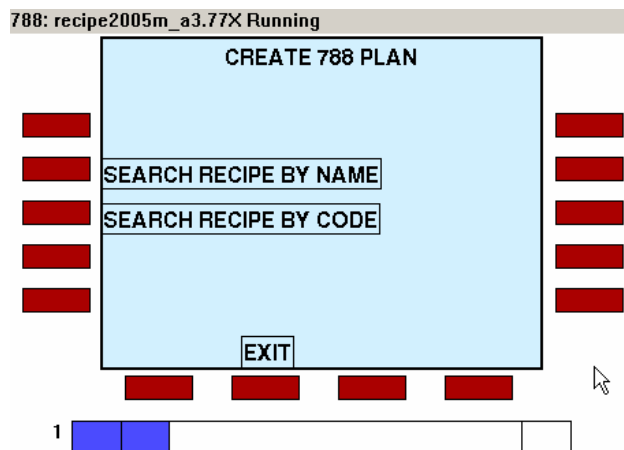 788: recipe2005m_a3.77X Running
CREATE 788 PLAN
SEARCH RECIPE BY NAME
SEARCH RECIPE BY CODE
EXIT
1